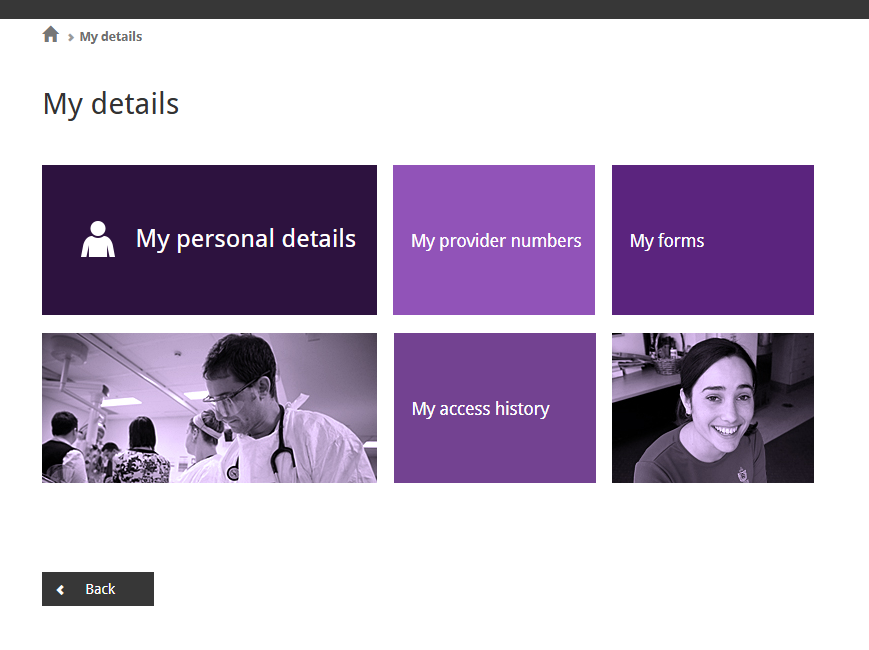 My details
My details
My personal details
My provider numbers
My forms
My access history
Back